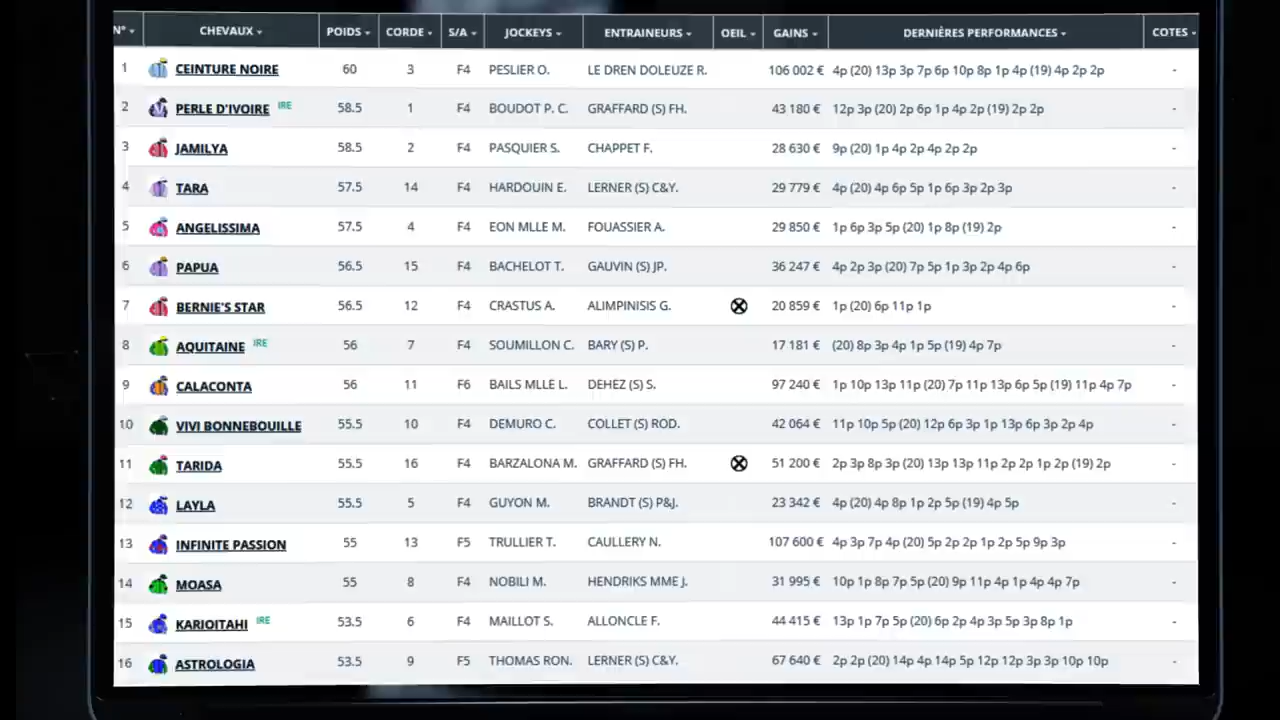 N° CHEVAUX POIDS CORDE S/A JOCKEYS ENTRAINEURS OEIL GAINS DERNIÈRES PERFORMANCES COTES
1 CEINTURE NOIRE 60 3 F4 PESLIER O. LE DREN DOLEUZE R. 106 002 € 4p (20) 13p 3p 7p 6p 10p 8p 1p 4p (19) 4p 2p 2p -
2 PERLE D'IVOIRE IRE 58.5 1 F4 BOUDOT P. C. GRAFFARD (S) FH. 43 180 € 12p 3p (20) 2p 6p 1p 4p 2p (19) 2p 2p -
3 JAMILYA 58.5 2 F4 PASQUIER S. CHAPPET F. 28 630 € 9p (20) 1p 4p 2p 4p 2p 2p -
4 TARA 57.5 14 F4 HARDOUIN E. LERNER (S) C&Y. 29 779 € 4p (20) 4p 6p 5p 1p 6p 3p 2p 3p -
5 ANGELISSIMA 57.5 4 F4 EON MLLE M. FOUASSIER A. 29 850 € 1p 6p 3p 5p (20) 1p 8p (19) 2p -
6 PAPUA 56.5 15 F4 BACHELOT T. GAUVIN (S) JP. 36 247 € 4p 2p 3p (20) 7p 5p 1p 3p 2p 4p 6p -
7 BERNIE'S STAR 56.5 12 F4 CRASTUS A. ALIMPINISIS G. 20 859 € 1p (20) 6p 11p 1p -
8 AQUITAINE IRE 56 7 F4 SOUMILLON C. BARY (S) P. 17 181 € (20) 8p 3p 4p 1p 5p (19) 4p 7p -
9 CALACONTA 56 11 F6 BAILS MLLE L. DEHEZ (S) S. 97 240 € 1p 10p 13p 11p (20) 7p 11p 13p 6p 5p (19) 11p 4p 7p -
10 VIVI BONNEBOUILLE 55.5 10 F4 DEMURO C. COLLET (S) ROD. 42 064 € 11p 10p 5p (20) 12p 6p 3p 1p 13p 6p 3p 2p 4p -
11 TARIDA 55.5 16 F4 BARZALONA M. GRAFFARD (S) FH. 51 200 € 2p 3p 8p 3p (20) 13p 13p 11p 2p 2p 1p 2p (19) 2p -
12 LAYLA 55.5 5 F4 GUYON M. BRANDT (S) P&J. 23 342 € 4p (20) 4p 8p 1p 2p 5p (19) 4p 5p -
13 INFINITE PASSION 55 13 F5 TRULLIER T. CAULLERY N. 107 600 € 4p 3p 7p 4p (20) 5p 2p 2p 1p 2p 5p 9p 3p -
14 MOASA 55 8 F4 NOBILI M. HENDRIKS MME J. 31 995 € 10p 1p 8p 7p 5p (20) 9p 11p 4p 1p 4p 4p 7p -
15 KARIOITAHI IRE 53.5 6 F4 MAILLOT S. ALLONCLE F. 44 415 € 13p 1p 7p 5p (20) 6p 2p 4p 3p 5p 3p 8p 1p -
16 ASTROLOGIA 53.5 9 F5 THOMAS RON. LERNER (S) C&Y. 67 640 € 2p 2p (20) 14p 4p 14p 5p 12p 12p 3p 3p 10p 10p -